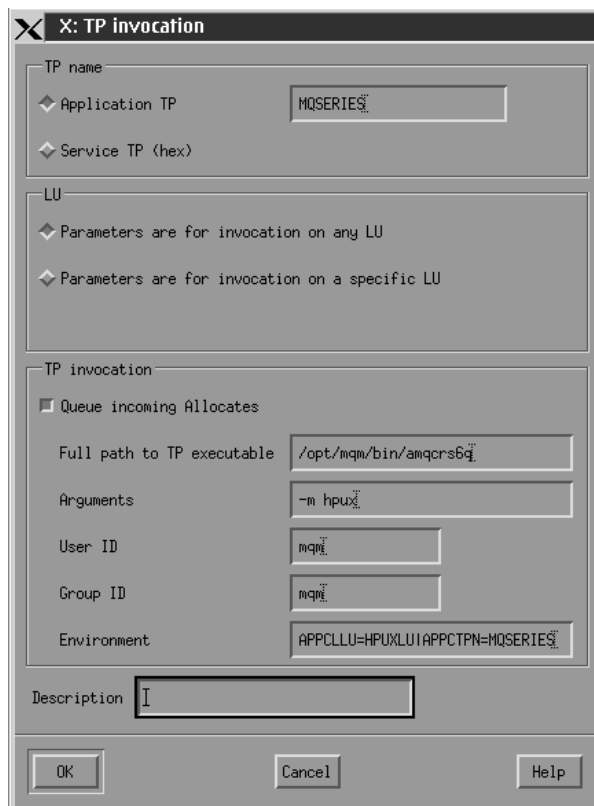 X: TP invocation
TP name
Application TP MQSERIES
Service TP (hex)
LU
Parameters are for invocation on any LU
Parameters are for invocation on a specific LU
TP invocation
Queue incoming Allocates
Full path to TP executable /opt/mqm/bin/amqcrs6a
Arguments -m hpux
User ID mqm
Group ID mqm
Environment APPCLLU=HPUXLU|APPCTPN=MQSERIES
Description
OK Cancel Help